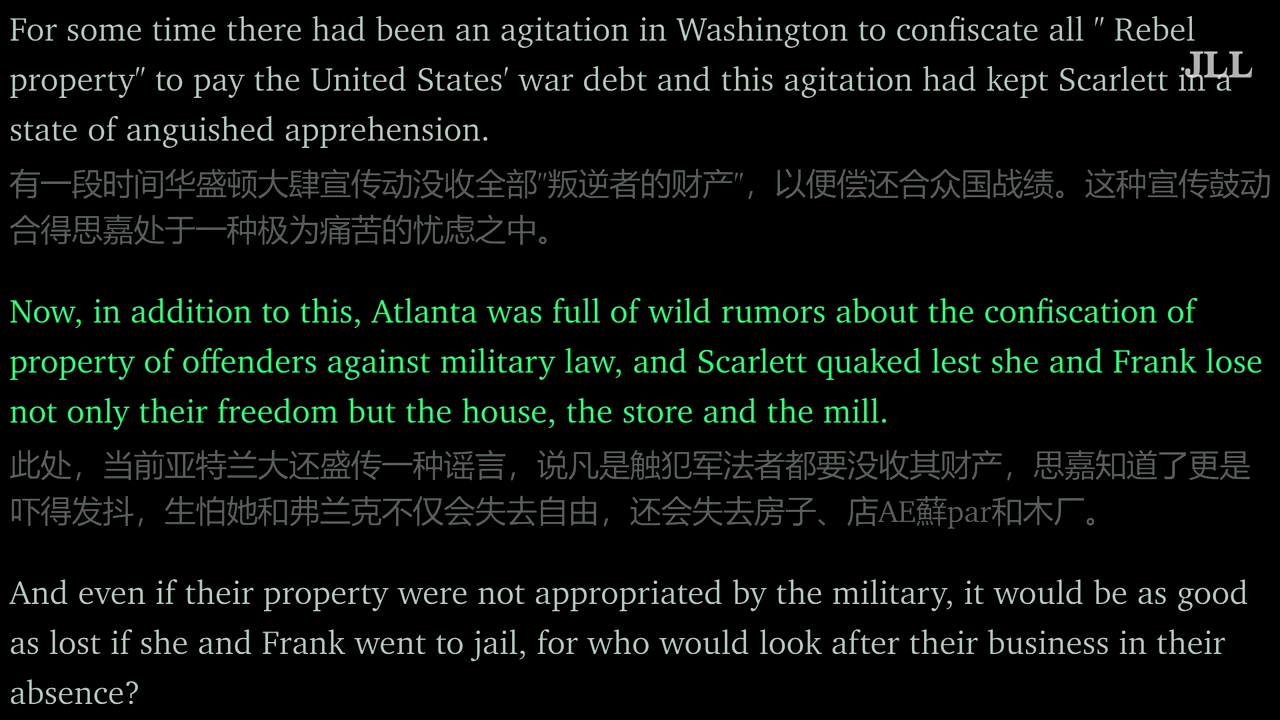 For some time there had been an agitation in Washington to confiscate all " Rebel
property" to pay the United States' war debt and this agitation had kept Scarlett in a
JLL
state of anguished apprehension.
有一段时间华盛顿大肆宣传动没收全部"叛逆者的财产"，以便偿还合众国战绩。这种宣传鼓动
合得思嘉处于一种极为痛苦的忧虑之中。
Now, in addition to this, Atlanta was full of wild rumors about the confiscation of
property of offenders against military law, and Scarlett quaked lest she and Frank lose
not only their freedom but the house, the store and the mill.
此处，当前亚特兰大还盛传一种谣言，说凡是触犯军法者都要没收其财产，思嘉知道了更是
吓得发抖，生怕她和弗兰克不仅会失去自由，还会失去房子、店AE蘚par和木厂。
And even if their property were not appropriated by the military, it would be as good
as lost if she and Frank went to jail, for who would look after their business in their
absence?